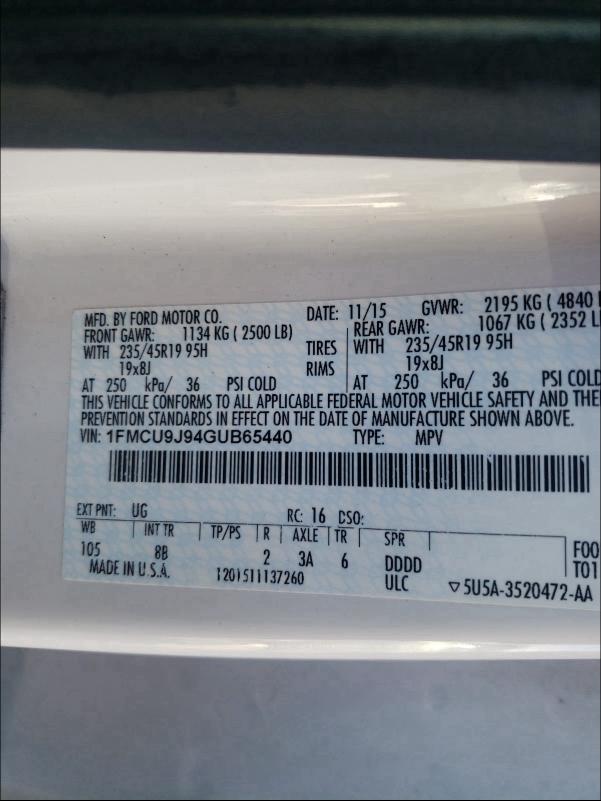 MFD. BY FORD MOTOR CO. DATE: 11/15 GVWR: 2195 KG ( 4840
FRONT GAWR: 1134 KG ( 2500 LB) REAR GAWR: 1067 KG ( 2352
WITH 235/45R19 95H TIRES WITH 235/45R19 95H
19x8J RIMS 19x8J
AT 250 kPa/ 36 PSI COLD AT 250 kPa/ 36 PSI COLD
THIS VEHICLE CONFORMS TO ALL APPLICABLE FEDERAL MOTOR VEHICLE SAFETY AND THE
PREVENTION STANDARDS IN EFFECT ON THE DATE OF MANUFACTURE SHOWN ABOVE.
VIN: 1FMCU9J94GUB65440 TYPE: MPV
EXT PNT: UG RC: 16 DSO:
WB INT TR TP/PS R AXLE TR SPR
105 8B 2 3A 6 DDDD F00
MADE IN U.S.A. 1201511137260 ULC T01
▽5U5A-3520472-AA